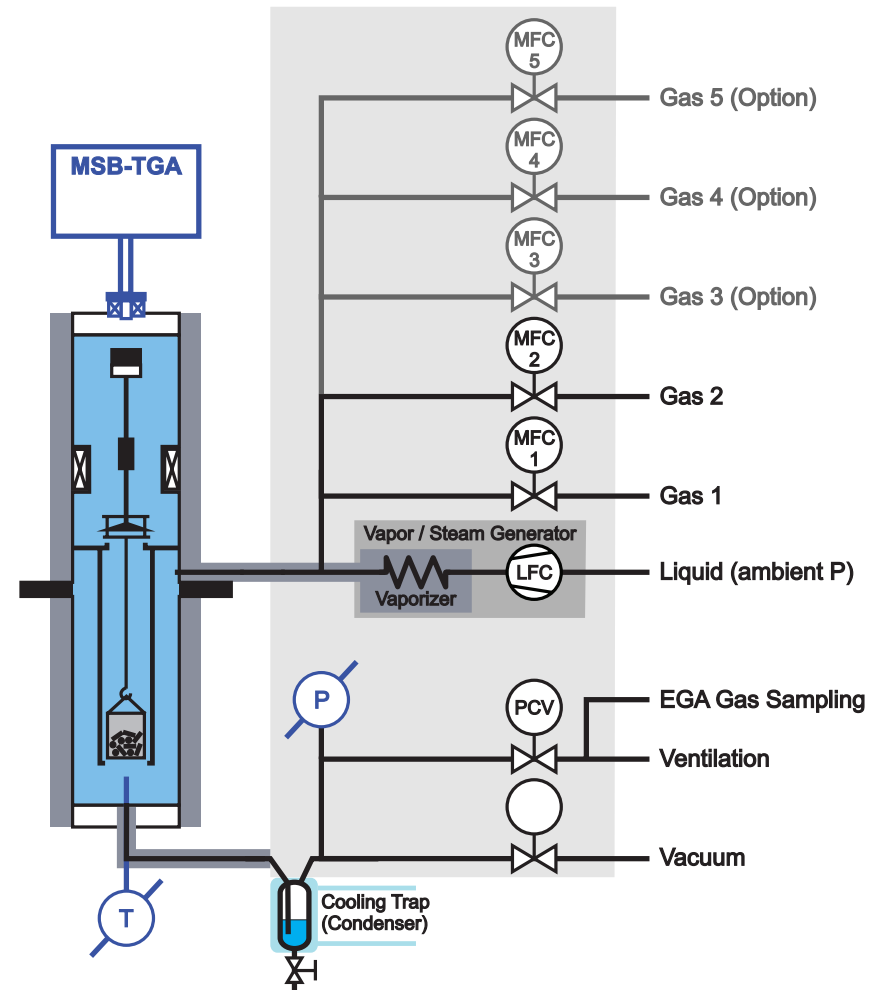 MFC
5
Gas 5 (Option)
MFC
4
Gas 4 (Option)
MSB-TGA
MFC
3
Gas 3 (Option)
MFC
2
Gas 2
MFC
1
Gas 1
Vapor / Steam Generator
LFC
Liquid (ambient P)
Vaporizer
P
PCV
EGA Gas Sampling
Ventilation
Vacuum
T
Cooling Trap
(Condenser)